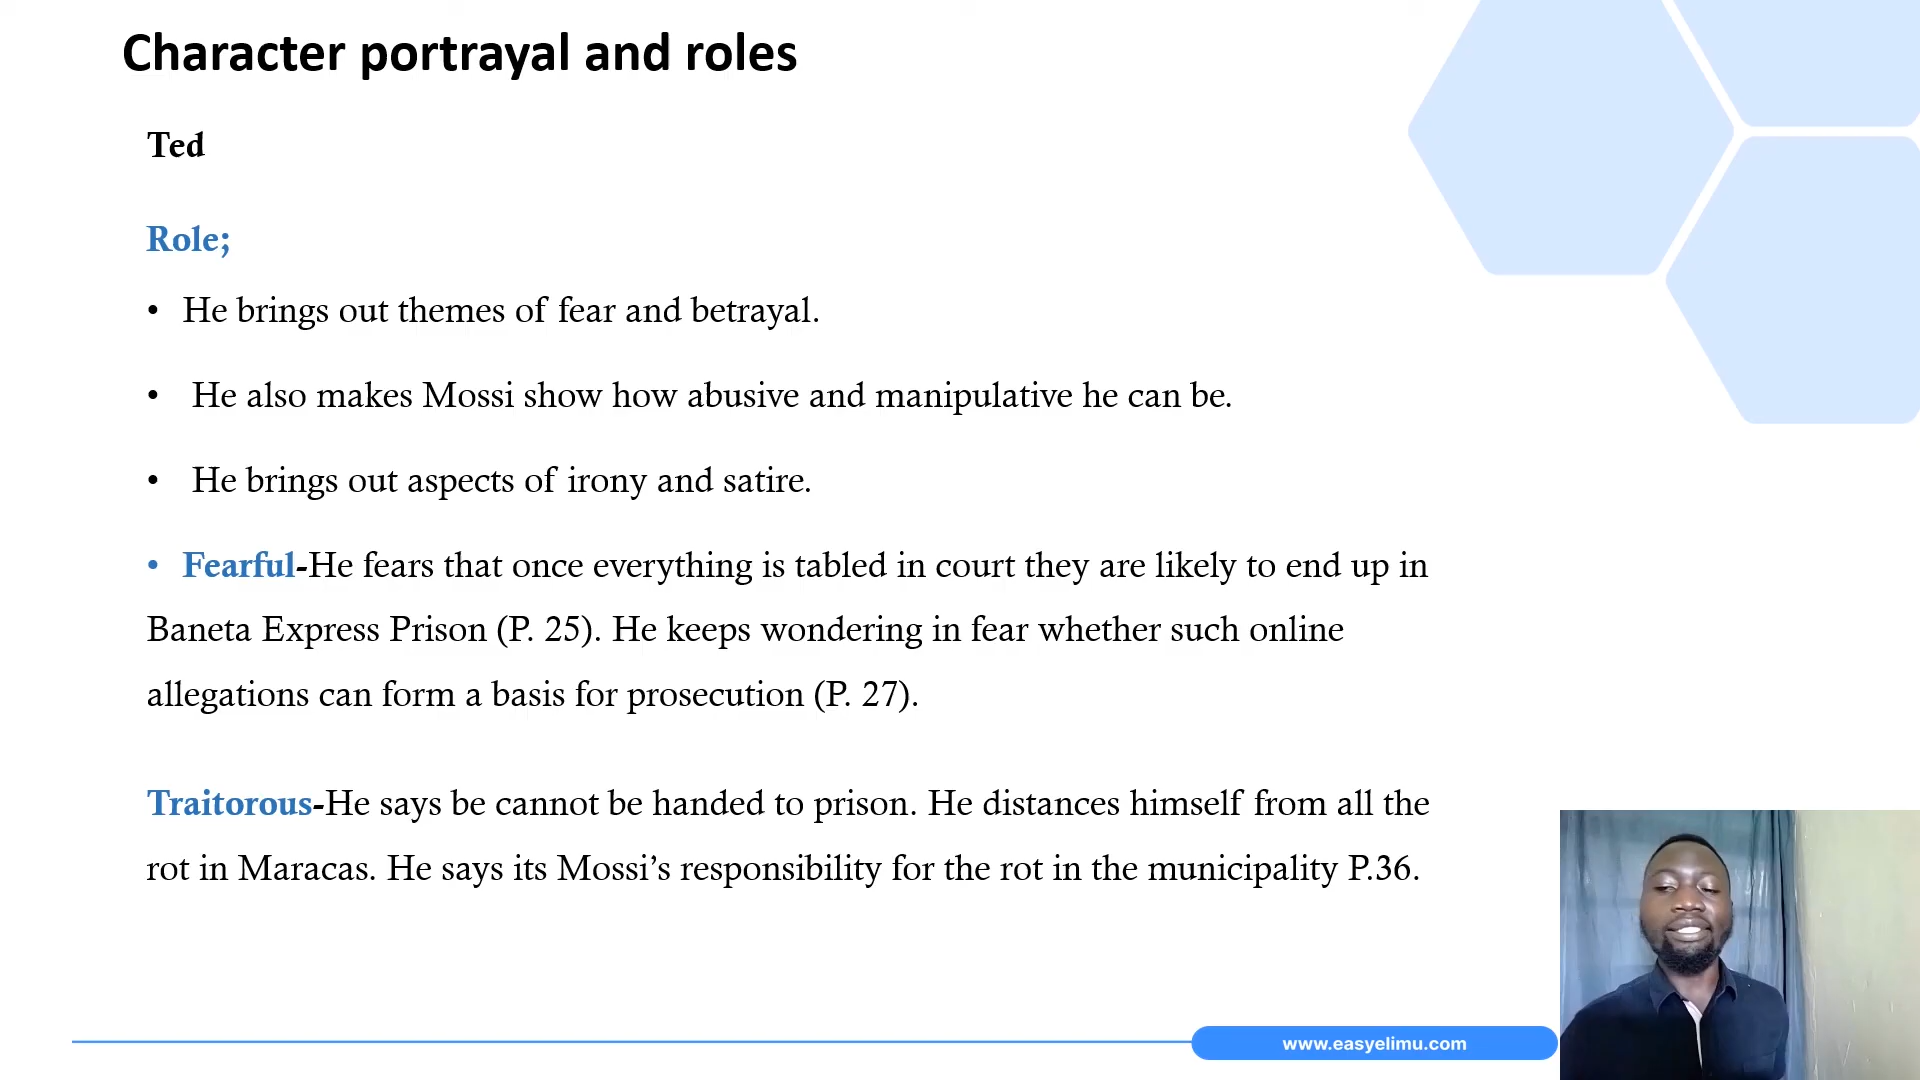 Character portrayal and roles
Ted
Role;
• He brings out themes of fear and betrayal.
• He also makes Mossi show how abusive and manipulative he can be.
• He brings out aspects of irony and satire.
• Fearful-He fears that once everything is tabled in court they are likely to end up in
Baneta Express Prison (P. 25). He keeps wondering in fear whether such online
allegations can form a basis for prosecution (P. 27).
Traitorous-He says be cannot be handed to prison. He distances himself from all the
rot in Maracas. He says its Mossi’s responsibility for the rot in the municipality P.36.
www.easyelimu.com